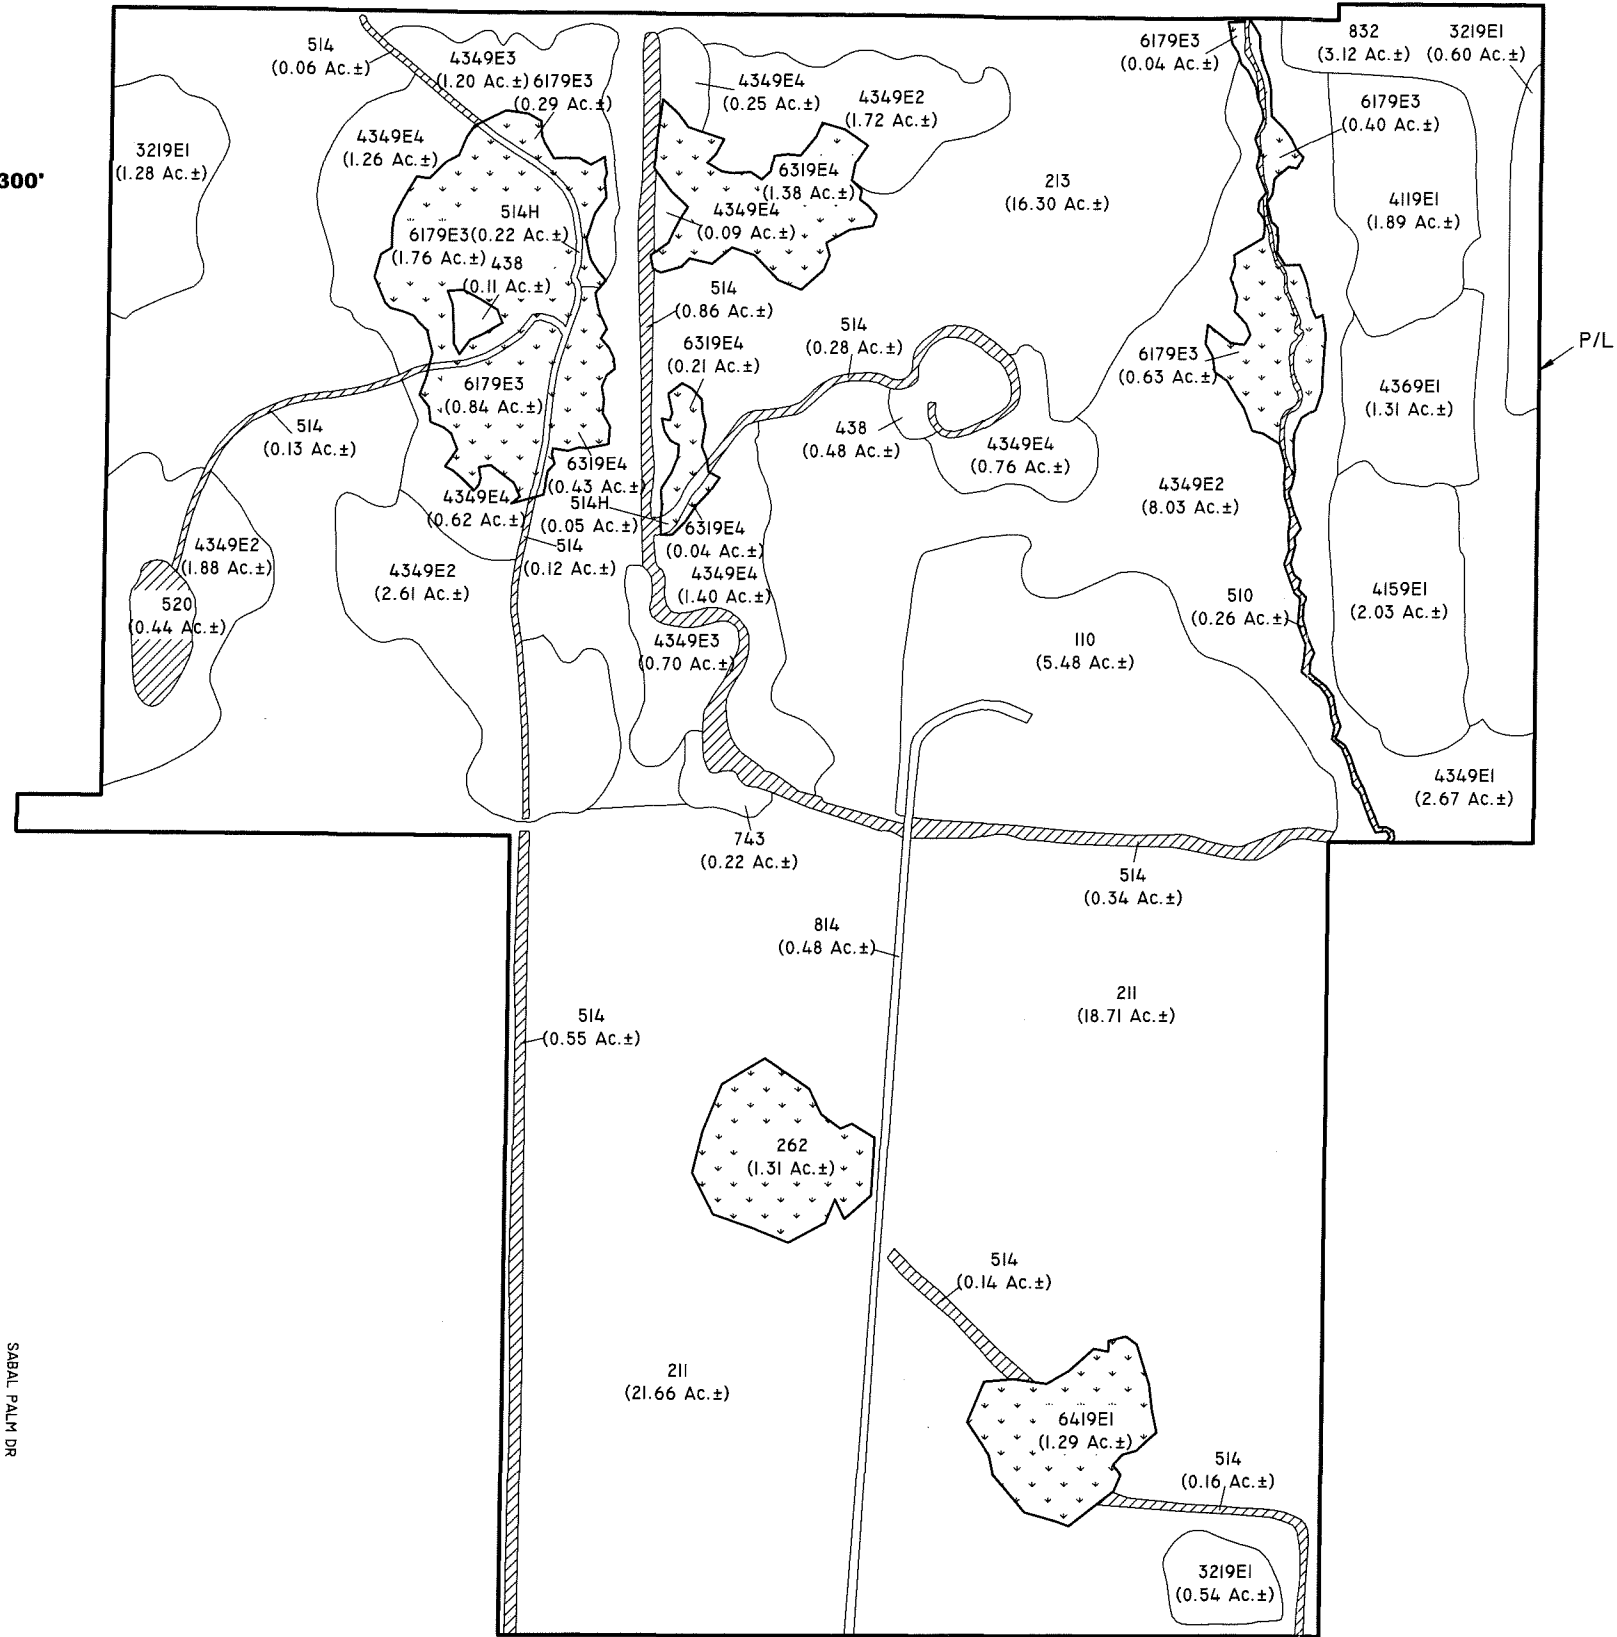 514
(0.06 Ac.±)
4349E3
(1.20 Ac.±)
6179E3
(0.29 Ac.±)
4349E4
(0.25 Ac.±)
4349E2
(1.72 Ac.±)
6179E3
(0.04 Ac.±)
832
(3.12 Ac.±)
3219E1
(0.60 Ac.±)
6179E3
(0.40 Ac.±)
3219E1
(1.28 Ac.±)
4349E4
(1.26 Ac.±)
300'
6319E4
(1.38 Ac.±)
213
(16.30 Ac.±)
4119E1
(1.89 Ac.±)
514H
(0.22 Ac.±)
6179E3
(1.76 Ac.±)
4349E4
(0.09 Ac.±)
438
(0.11 Ac.±)
514
(0.86 Ac.±)
514
(0.28 Ac.±)
6319E4
(0.21 Ac.±)
6179E3
(0.63 Ac.±)
P/L
4369E1
(1.31 Ac.±)
6179E3
(0.84 Ac.±)
514
(0.13 Ac.±)
438
(0.48 Ac.±)
4349E4
(0.76 Ac.±)
6319E4
(0.43 Ac.±)
4349E4
(0.62 Ac.±)
514H
(0.05 Ac.±)
4349E2
(8.03 Ac.±)
6319E4
(0.04 Ac.±)
4349E2
(1.88 Ac.±)
514
(0.12 Ac.±)
4349E2
(2.61 Ac.±)
4349E4
(1.40 Ac.±)
520
(0.44 Ac.±)
510
(0.26 Ac.±)
4159E1
(2.03 Ac.±)
4349E3
(0.70 Ac.±)
110
(5.48 Ac.±)
4349E1
(2.67 Ac.±)
743
(0.22 Ac.±)
514
(0.34 Ac.±)
814
(0.48 Ac.±)
211
(18.71 Ac.±)
514
(0.55 Ac.±)
262
(1.31 Ac.±)
514
(0.14 Ac.±)
SABAL PALM DR
211
(21.66 Ac.±)
6419E1
(1.29 Ac.±)
514
(0.16 Ac.±)
3219E1
(0.54 Ac.±)